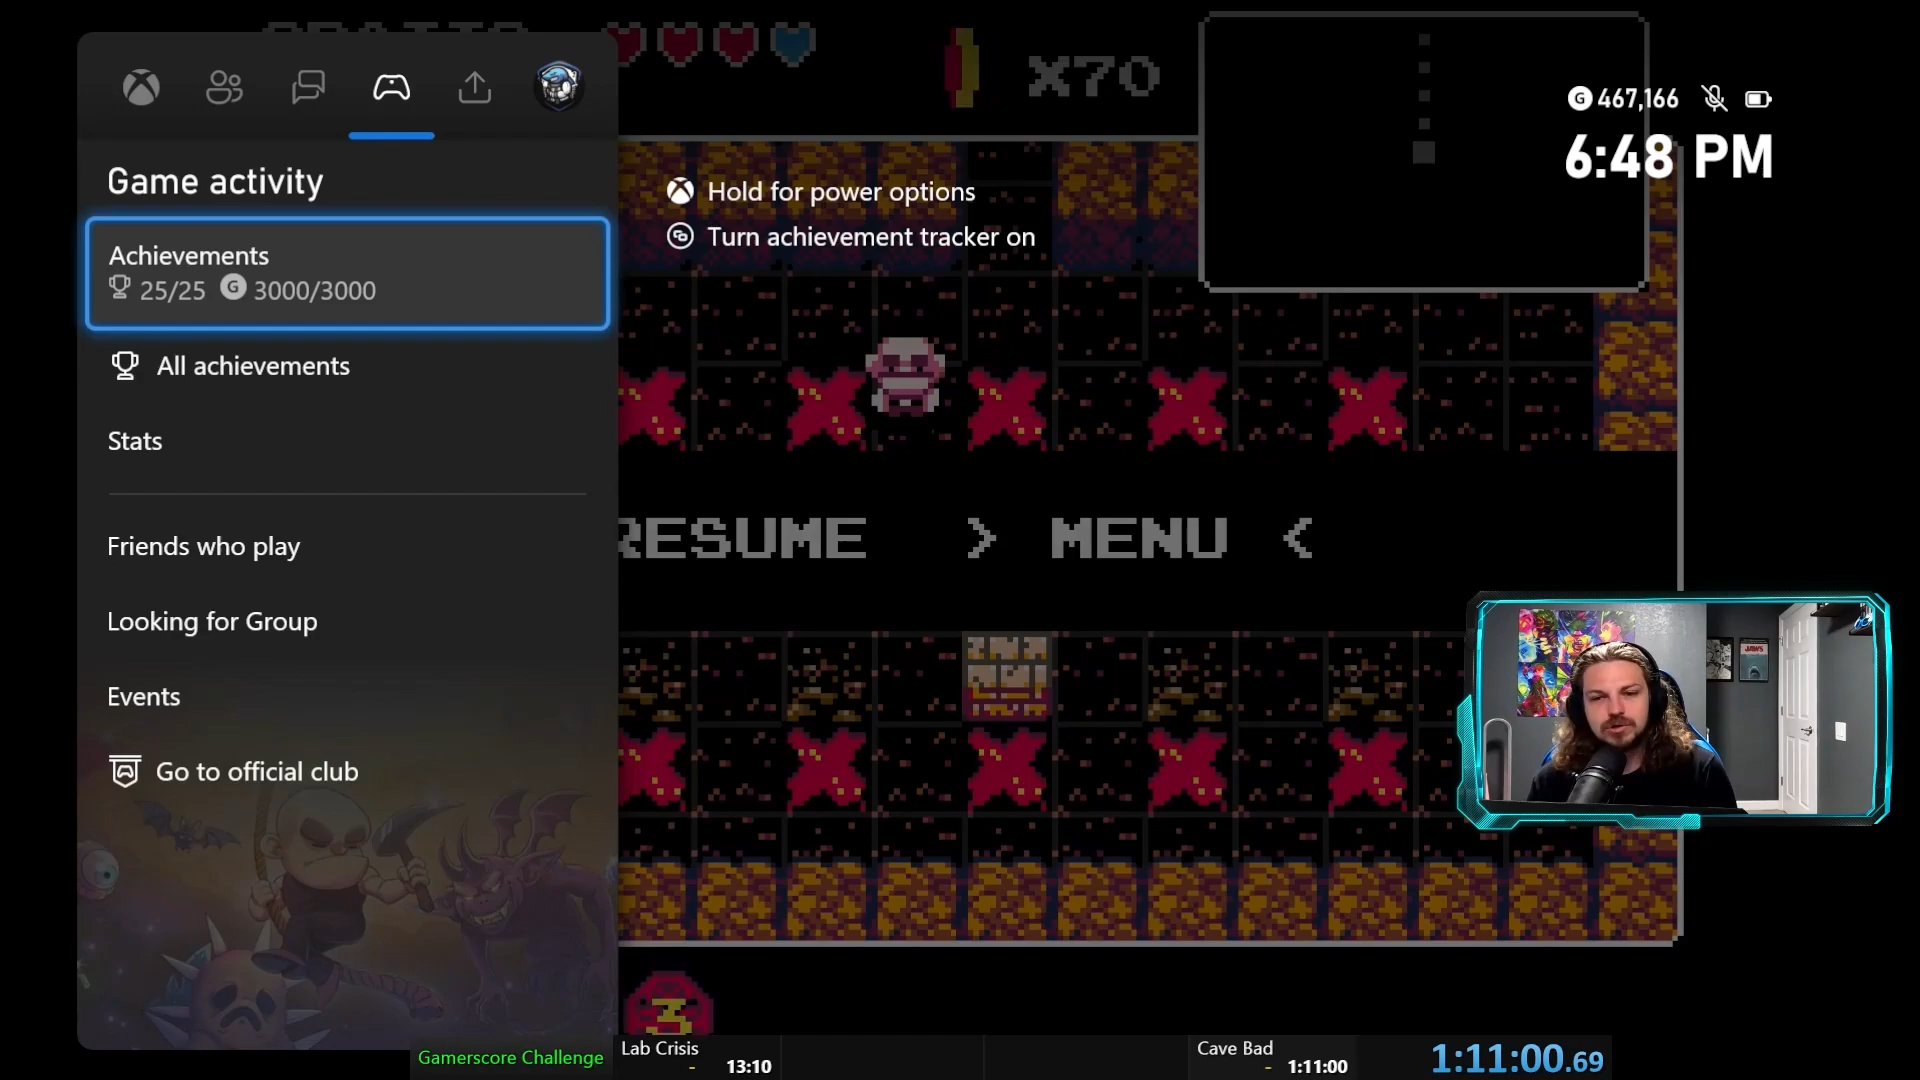 X70
G 467,166
6:48 PM
Game activity
Hold for power options
Turn achievement tracker on
Achievements
25/25 G 3000/3000
All achievements
Stats
Friends who play
Looking for Group
Events
Go to official club
RESUME > MENU <
JAWS
Gamerscore Challenge
Lab Crisis
- 13:10
Cave Bad
- 1:11:00
1:11:00.69